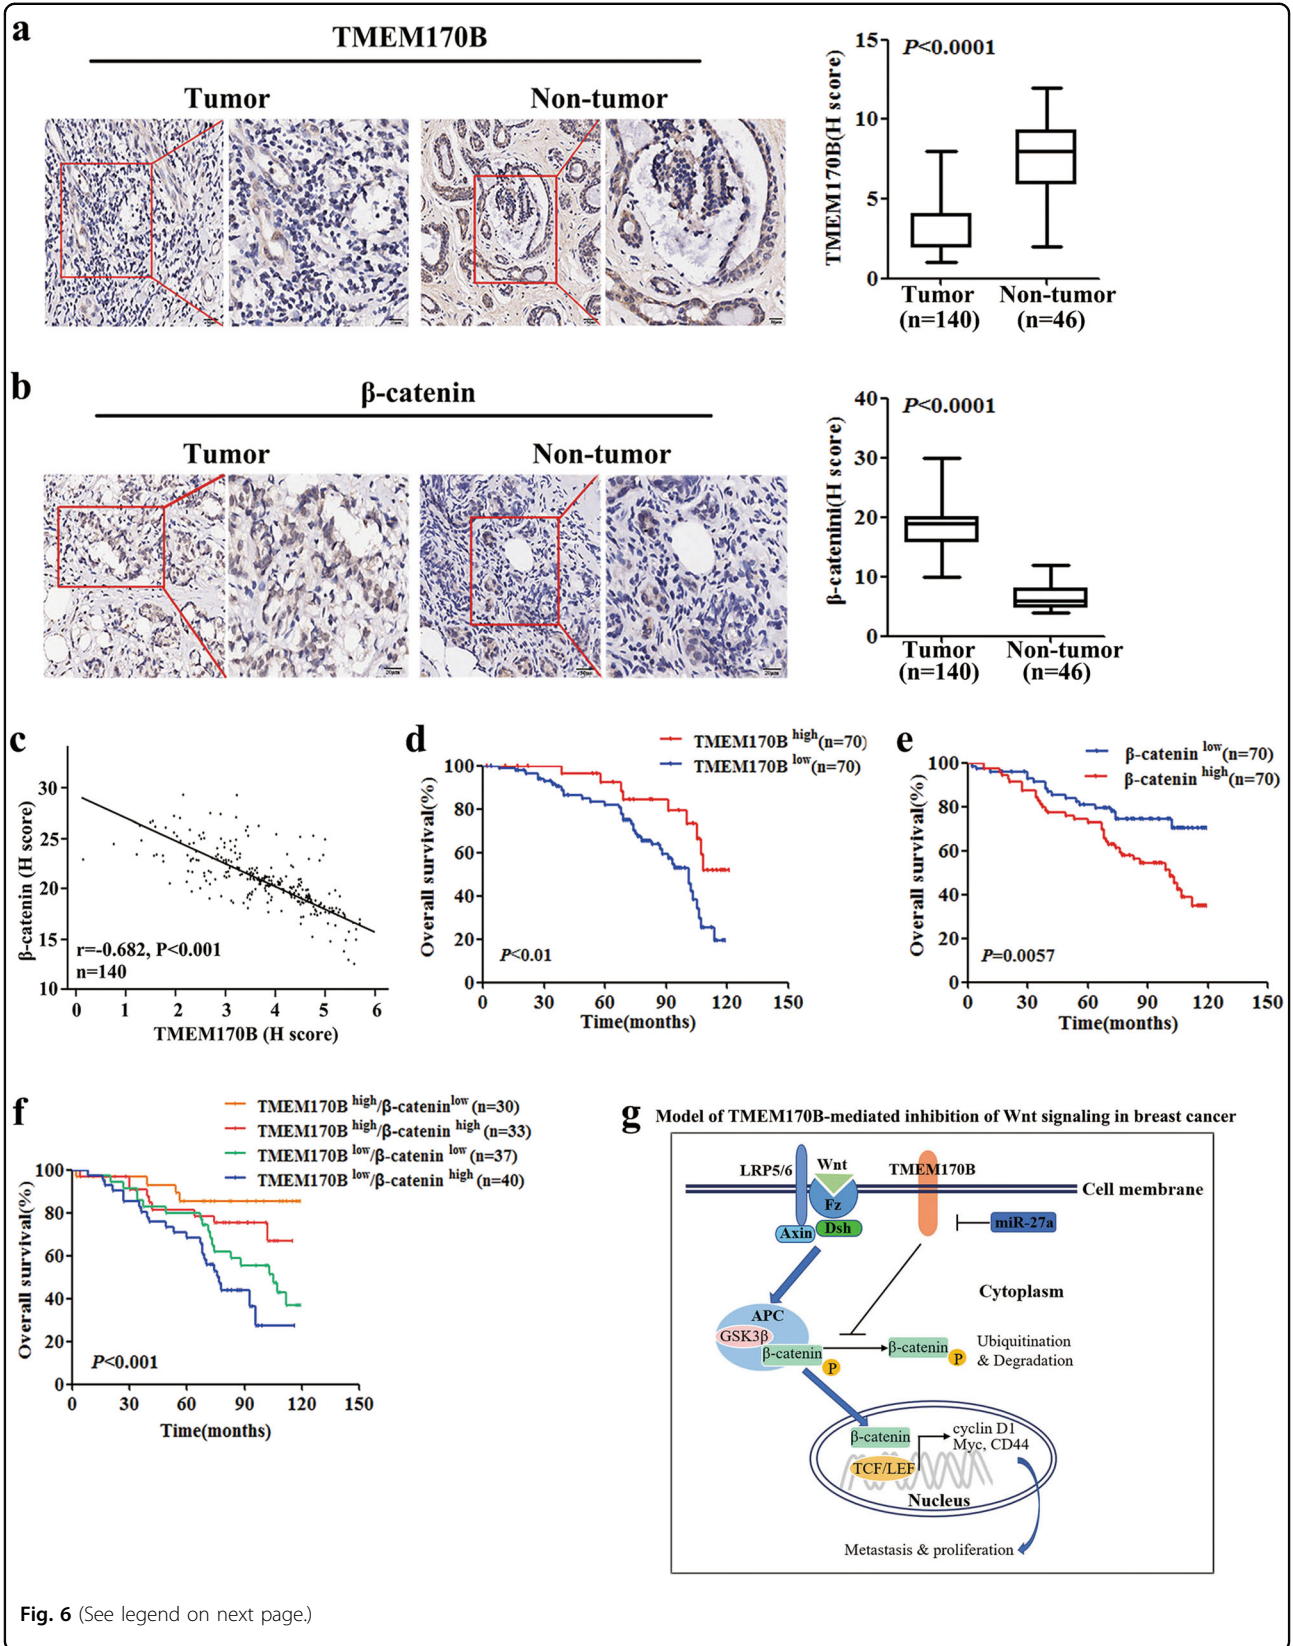 a
TMEM170B
Tumor
Non-tumor
TMEM170B(H score)
15
10
5
0
P<0.0001
Tumor
(n=140)
Non-tumor
(n=46)
b
β-catenin
Tumor
Non-tumor
20μm
20μm
β-catenini(H score)
40
30
20
10
0
P<0.0001
Tumor
(n=140)
Non-tumor
(n=46)
c
β-catenin (H score)
30
25
20
15
10
r=-0.682, P<0.001
n=140
0 1 2 3 4 5 6
TMEM170B (H score)
d
TMEM170B high(n=70)
TMEM170B low(n=70)
Overall survival(%)
100
80
60
40
20
0
P<0.01
0 30 60 90 120 150
Time(months)
e
β-catenin low(n=70)
β-catenin high(n=70)
Overall survival(%)
100
80
60
40
20
0
P=0.0057
0 30 60 90 120 150
Time(months)
f
TMEM170B high/β-catenin low (n=30)
TMEM170B high/β-catenin high (n=33)
TMEM170B low/β-catenin low (n=37)
TMEM170B low/β-catenin high (n=40)
Overall survival(%)
100
80
60
40
20
0
P<0.001
0 30 60 90 120 150
Time(months)
g
Model of TMEM170B-mediated inhibition of Wnt signaling in breast cancer
LRP5/6
Wnt
TMEM170B
Cell membrane
Fz
Axin
Dsh
miR-27a
Cytoplasm
APC
GSK3β
β-catenin
P
β-catenin
P
Ubiquitination
& Degradation
β-catenin
TCF/LEF
cyclin D1
Myc, CD44
Nucleus
Metastasis & proliferation
Fig. 6 (See legend on next page.)